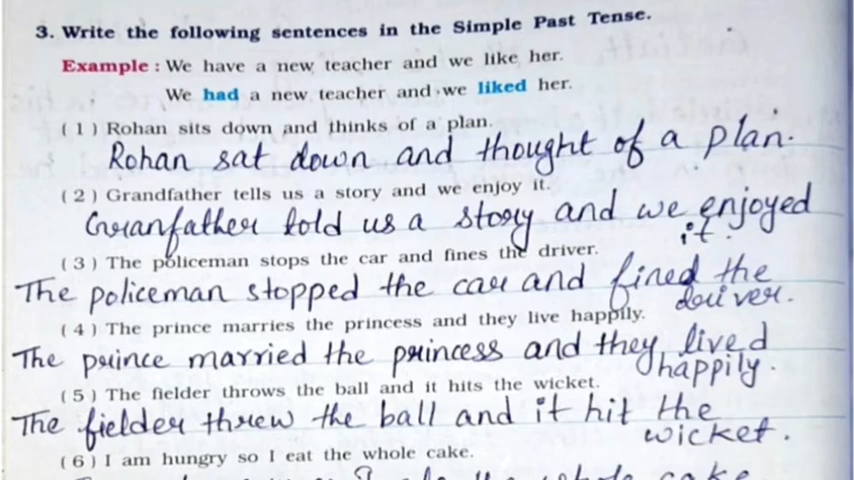 3. Write the following sentences in the Simple Past Tense.
Example : We have a new teacher and we like her.
We had a new teacher and we liked her.
( 1 ) Rohan sits down and thinks of a plan.
Rohan sat down and thought of a plan.
( 2 ) Grandfather tells us a story and we enjoy it.
Granfather told us a story and we enjoyed
it.
( 3 ) The policeman stops the car and fines the driver.
The policeman stopped the car and fined the
driver.
( 4 ) The prince marries the princess and they live happily.
The prince married the princess and they lived
happily.
( 5 ) The fielder throws the ball and it hits the wicket.
The fielder threw the ball and it hit the
wicket.
( 6 ) I am hungry so I eat the whole cake.
the whole cake